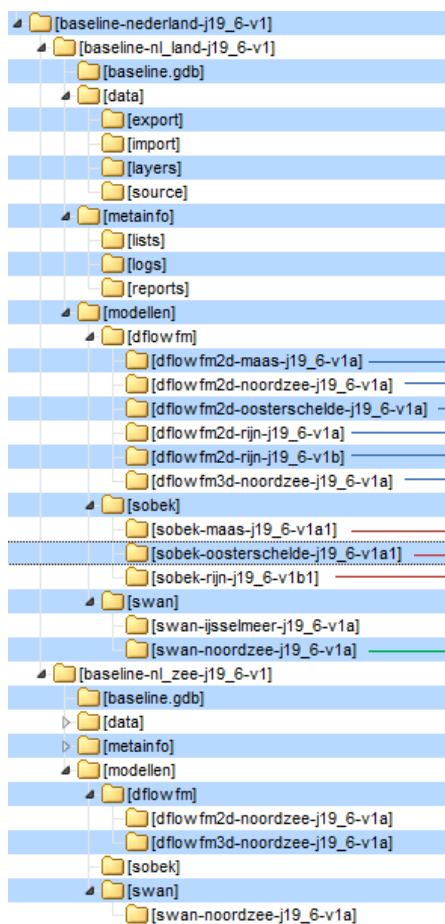 [baseline-nederland-j19_6-v1]
[baseline-nl_land-j19_6-v1]
[baseline.gdb]
[data]
[export]
[import]
[layers]
[source]
[metainfo]
[lists]
[logs]
[reports]
[modellen]
[dflowfm]
[dflowfm2d-maas-j19_6-v1a]
[dflowfm2d-noordzee-j19_6-v1a]
[dflowfm2d-oosterschelde-j19_6-v1a]
[dflowfm2d-rijn-j19_6-v1a]
[dflowfm2d-rijn-j19_6-v1b]
[dflowfm3d-noordzee-j19_6-v1a]
[sobek]
[sobek-maas-j19_6-v1a1]
[sobek-oosterschelde-j19_6-v1a1]
[sobek-rijn-j19_6-v1b1]
[swan]
[swan-ijsselmeer-j19_6-v1a]
[swan-noordzee-j19_6-v1a]
[baseline-nl_zee-j19_6-v1]
[baseline.gdb]
[data]
[metainfo]
[modellen]
[dflowfm]
[dflowfm2d-noordzee-j19_6-v1a]
[dflowfm3d-noordzee-j19_6-v1a]
[sobek]
[swan]
[swan-noordzee-j19_6-v1a]